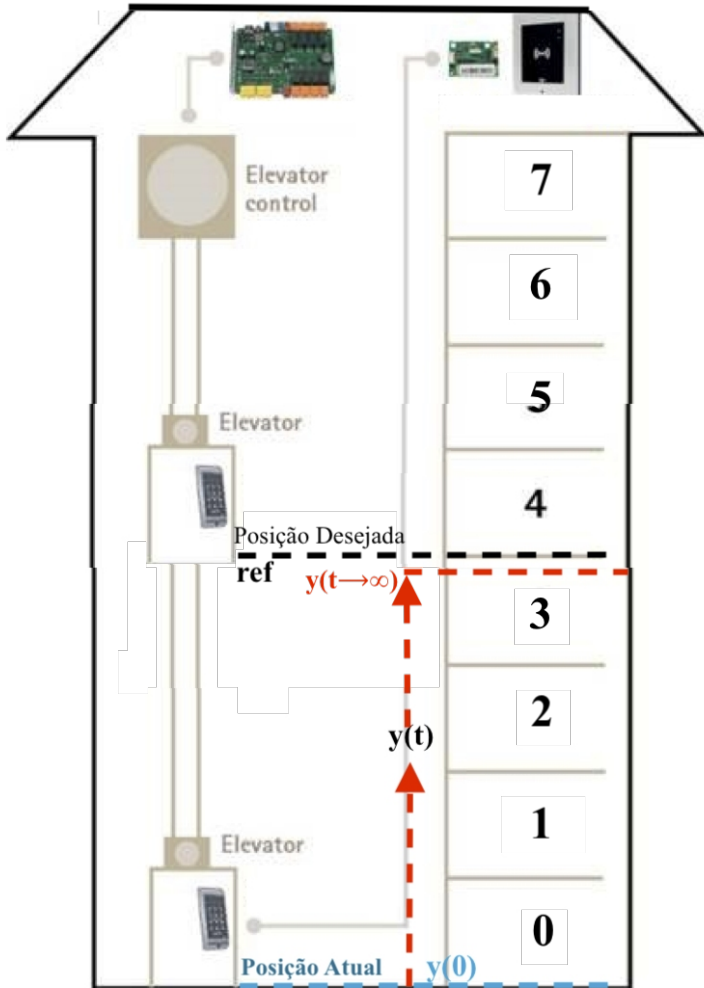 Elevator
control
7
6
5
Elevator
4
Posição Desejada
ref
y(t→∞)
3
2
y(t)
1
Elevator
0
Posição Atual
y(0)